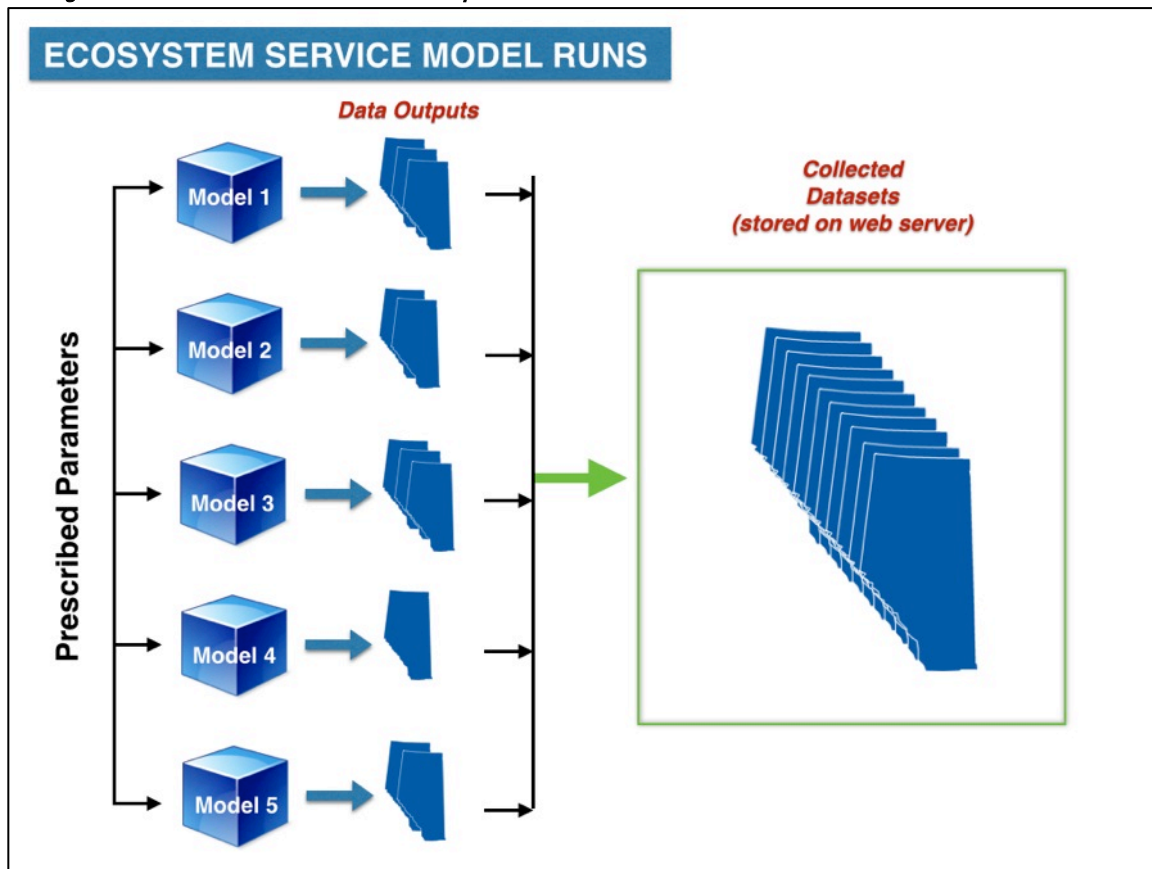 ECOSYSTEM SERVICE MODEL RUNS
Data Outputs
Collected
Datasets
(stored on web server)
Prescribed Parameters
Model 1
Model 2
Model 3
Model 4
Model 5